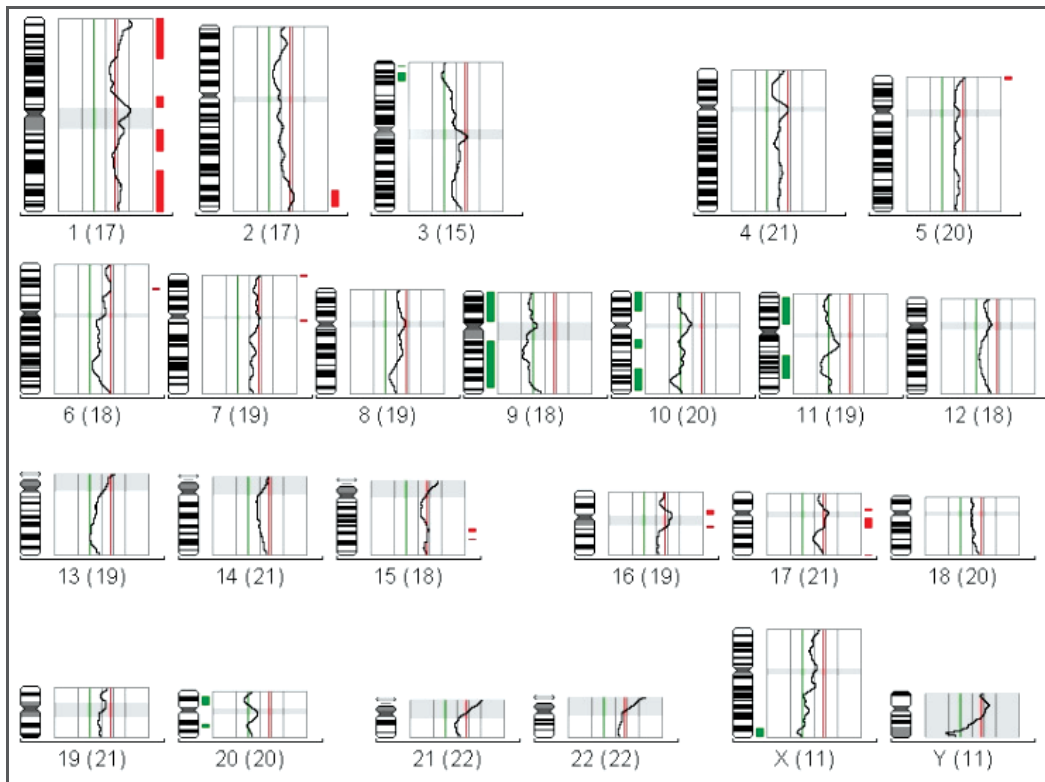 1 (17) 2 (17) 3 (15) 4 (21) 5 (20)
6 (18) 7 (19) 8 (19) 9 (18) 10 (20) 11 (19) 12 (18)
13 (19) 14 (21) 15 (18) 16 (19) 17 (21) 18 (20)
19 (21) 20 (20) 21 (22) 22 (22) X (11) Y (11)